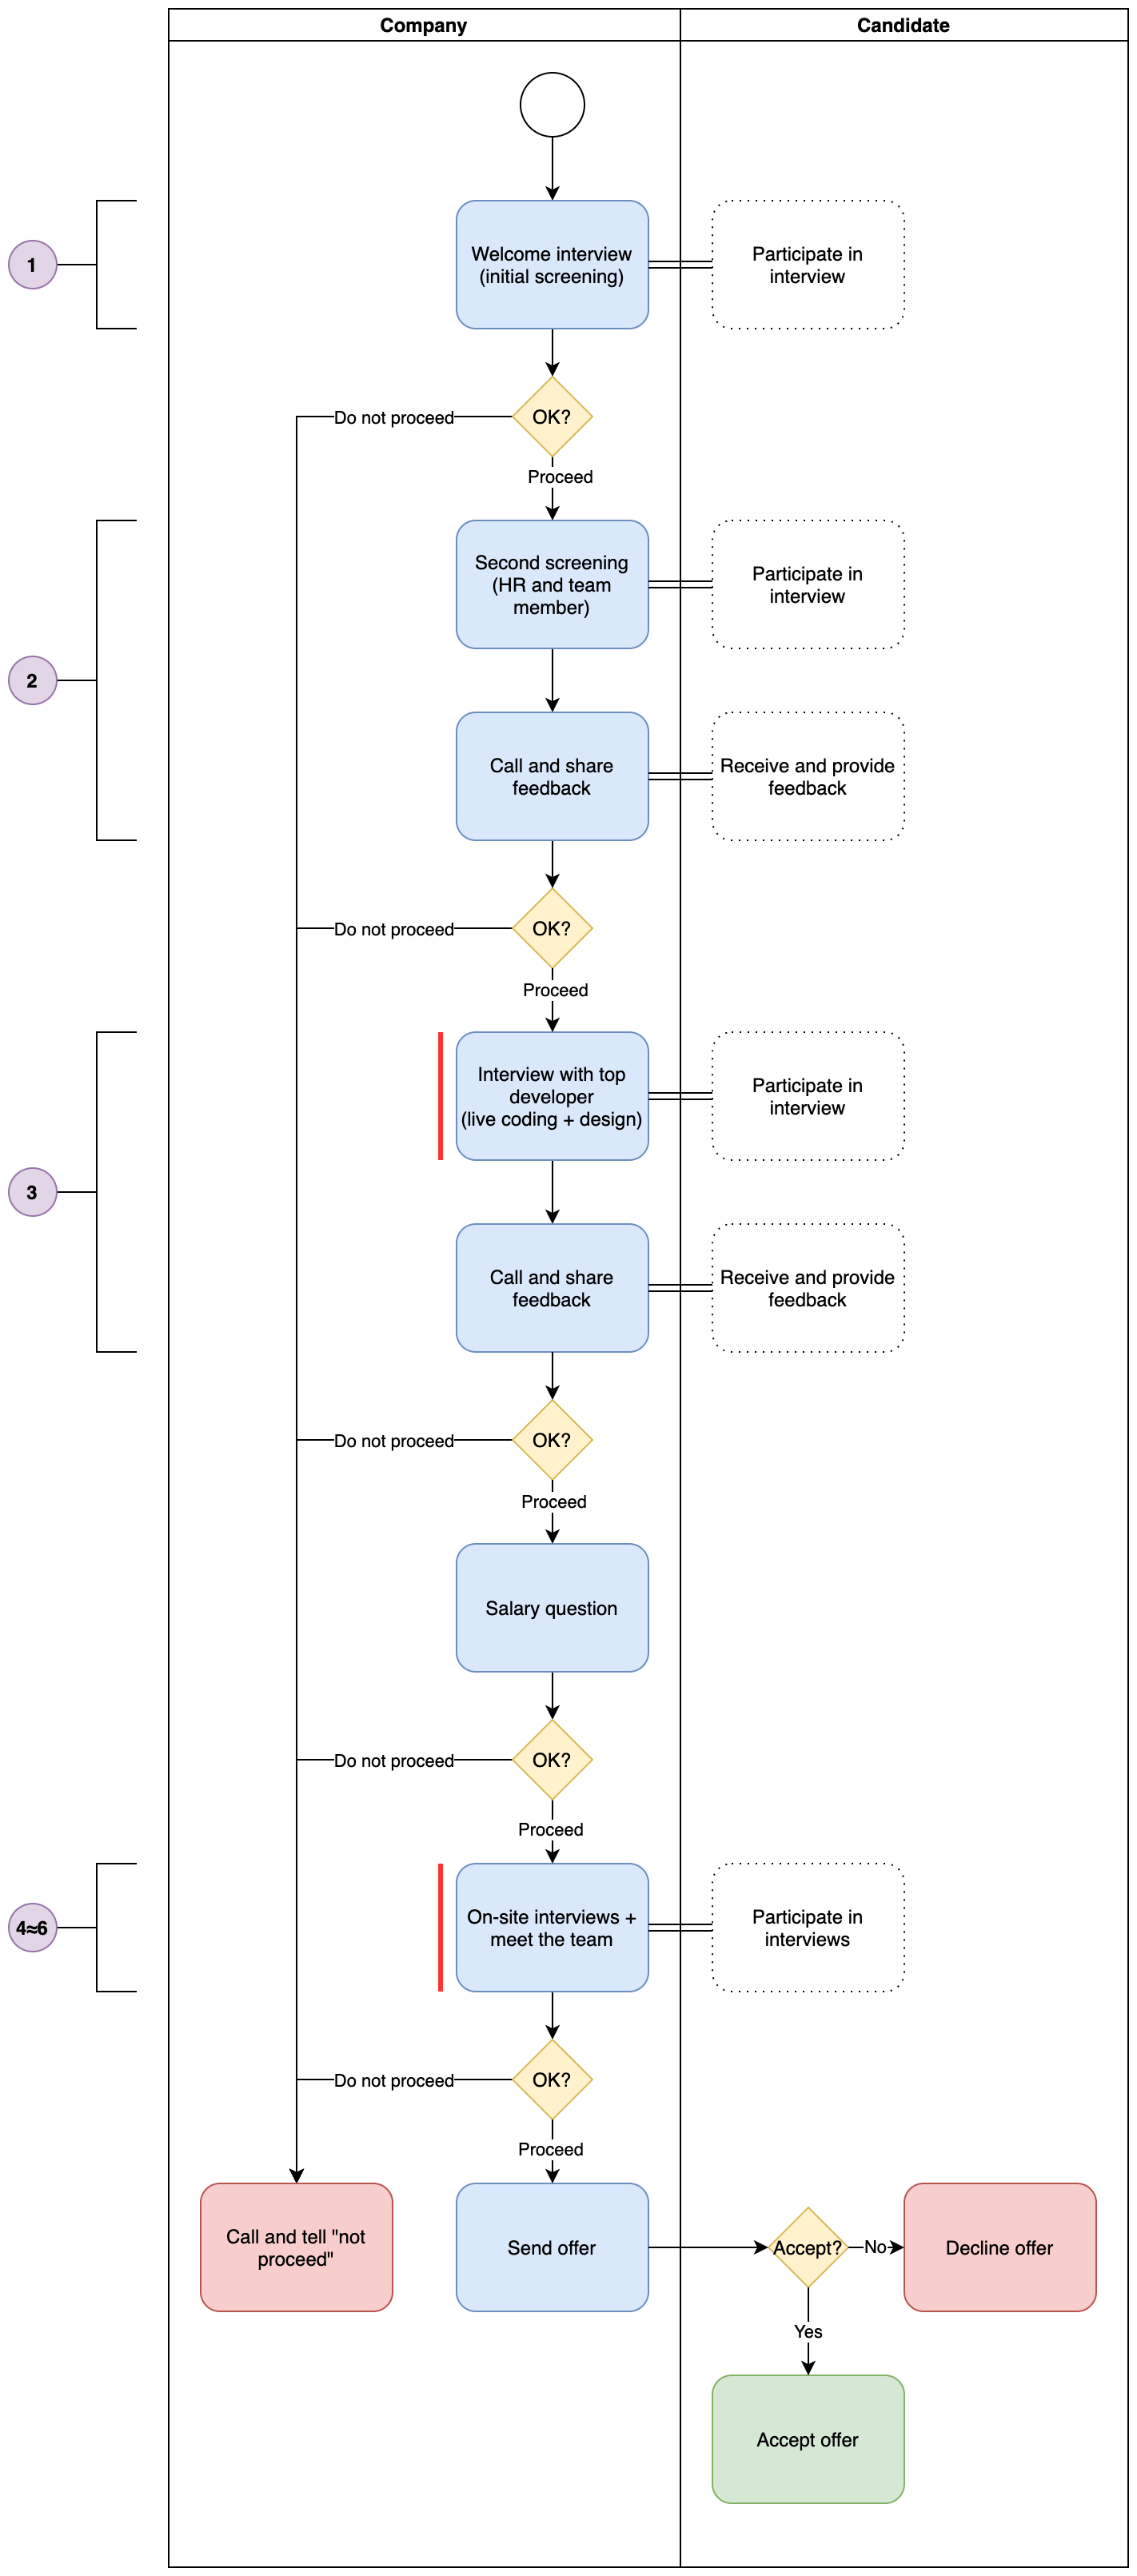 Company
Candidate
1
Welcome interview
(initial screening)
Participate in
interview
Do not proceed
OK?
Proceed
2
Second screening
(HR and team
member)
Participate in
interview
Call and share
feedback
Receive and provide
feedback
Do not proceed
OK?
Proceed
3
Interview with top
developer
(live coding + design)
Participate in
interview
Call and share
feedback
Receive and provide
feedback
Do not proceed
OK?
Proceed
Salary question
Do not proceed
OK?
Proceed
4≈6
On-site interviews +
meet the team
Participate in
interviews
Do not proceed
OK?
Proceed
Call and tell "not
proceed"
Send offer
Accept?
No
Decline offer
Yes
Accept offer